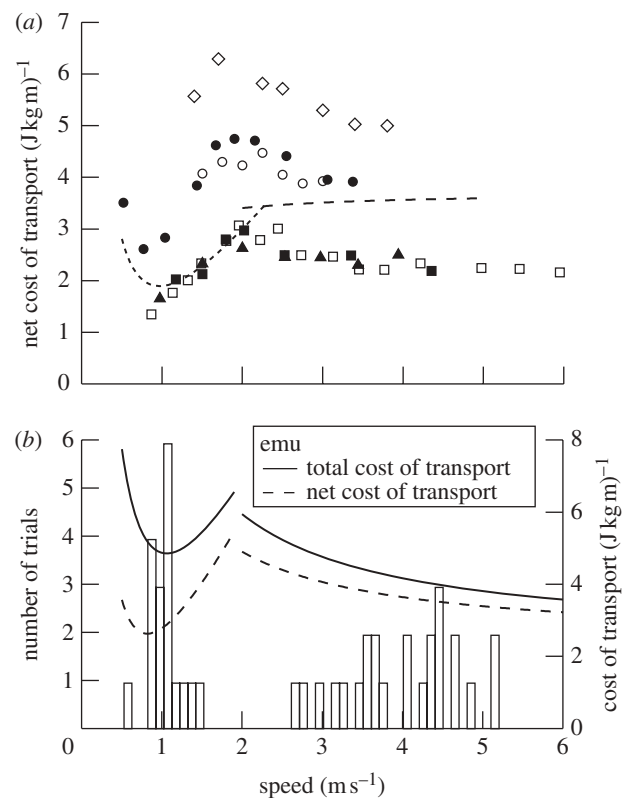 (a)
7
6
5
4
3
2
1
0
net cost of transport (J kg m)⁻¹
(b)
6
5
4
3
2
1
0
number of trials
emu
total cost of transport
net cost of transport
8
6
4
2
0
cost of transport (J kg m)⁻¹
1 2 3 4 5 6
speed (m s⁻¹)